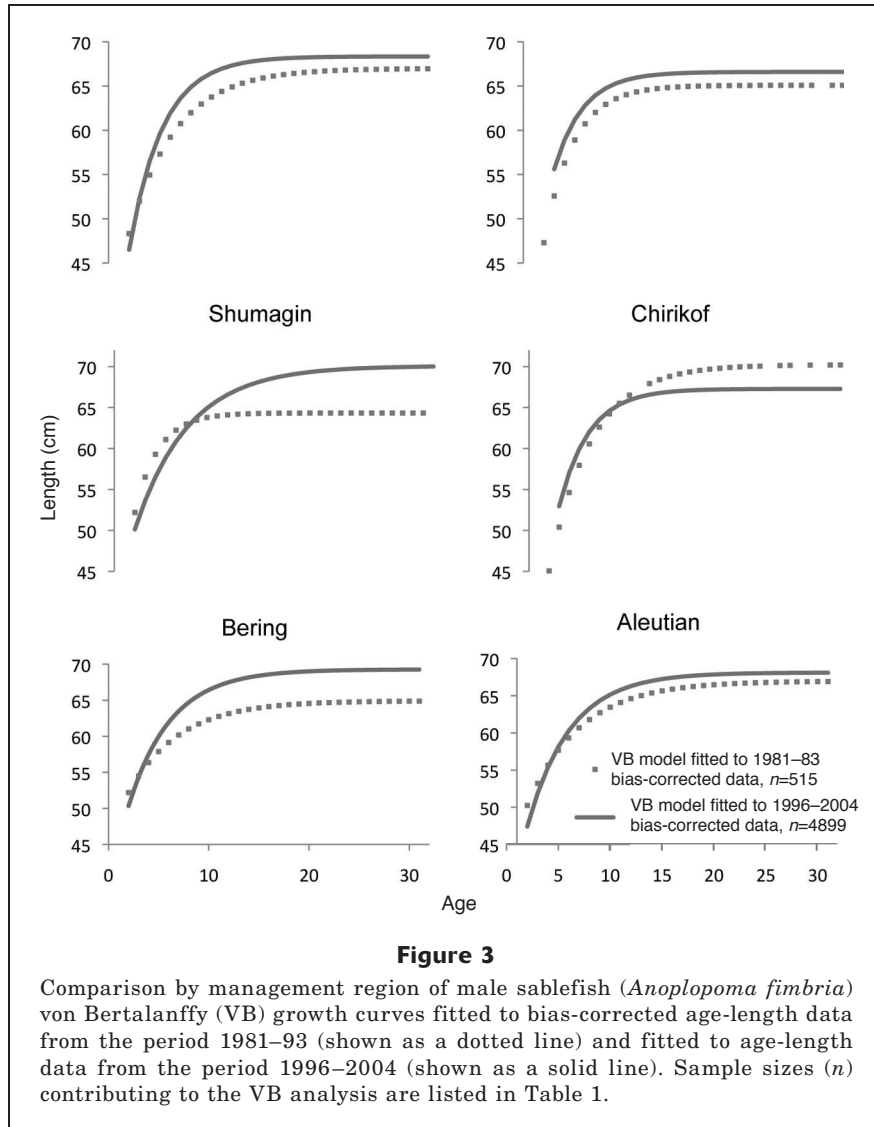 70
65
60
55
50
45
70
65
60
55
50
45
Shumagin
Chirikof
Length (cm)
70
65
60
55
50
45
70
65
60
55
50
45
Bering
Aleutian
70
65
60
55
50
45
0 10 20 30
70
65
60
55
50
45
0 5 10 15 20 25 30
VB model fitted to 1981–83
bias-corrected data, n=515
VB model fitted to 1996–2004
bias-corrected data, n=4899
Age
Figure 3
Comparison by management region of male sablefish (Anoplopoma fimbria)
von Bertalanffy (VB) growth curves fitted to bias-corrected age-length data
from the period 1981–93 (shown as a dotted line) and fitted to age-length
data from the period 1996–2004 (shown as a solid line). Sample sizes (n)
contributing to the VB analysis are listed in Table 1.